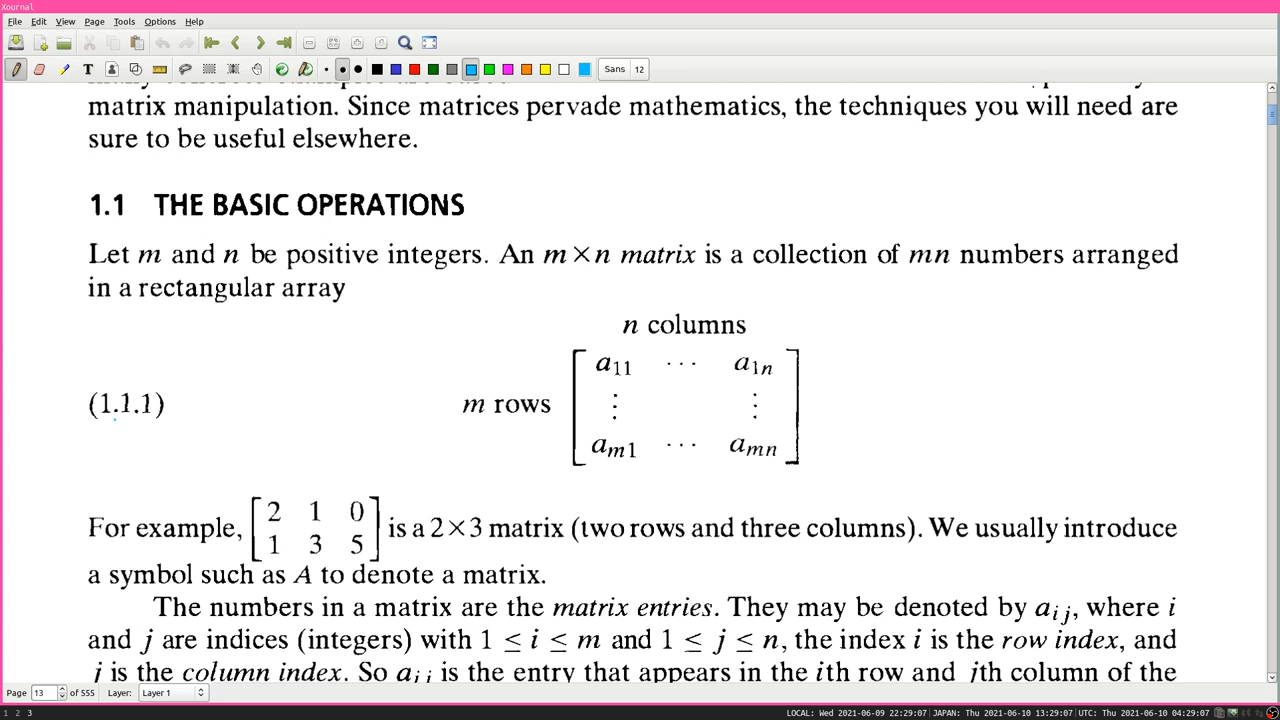 Xournal
File Edit View Page Tools Options Help
Sans 12
matrix manipulation. Since matrices pervade mathematics, the techniques you will need are
sure to be useful elsewhere.
1.1 THE BASIC OPERATIONS
Let m and n be positive integers. An m × n matrix is a collection of mn numbers arranged
in a rectangular array
n columns
(1.1.1) m rows [ a11 ··· a1n
⋮ ⋮
am1 ··· amn ]
For example, [ 2 1 0
1 3 5 ] is a 2 × 3 matrix (two rows and three columns). We usually introduce
a symbol such as A to denote a matrix.
The numbers in a matrix are the matrix entries. They may be denoted by aij, where i
and j are indices (integers) with 1 ≤ i ≤ m and 1 ≤ j ≤ n, the index i is the row index, and
j is the column index. So aij is the entry that appears in the ith row and jth column of the
Page 13 of 555 Layer: Layer 1
1 2 3 LOCAL: Wed 2021-06-09 22:29:07|JAPAN: Thu 2021-06-10 13:29:07|UTC: Thu 2021-06-10 04:29:07